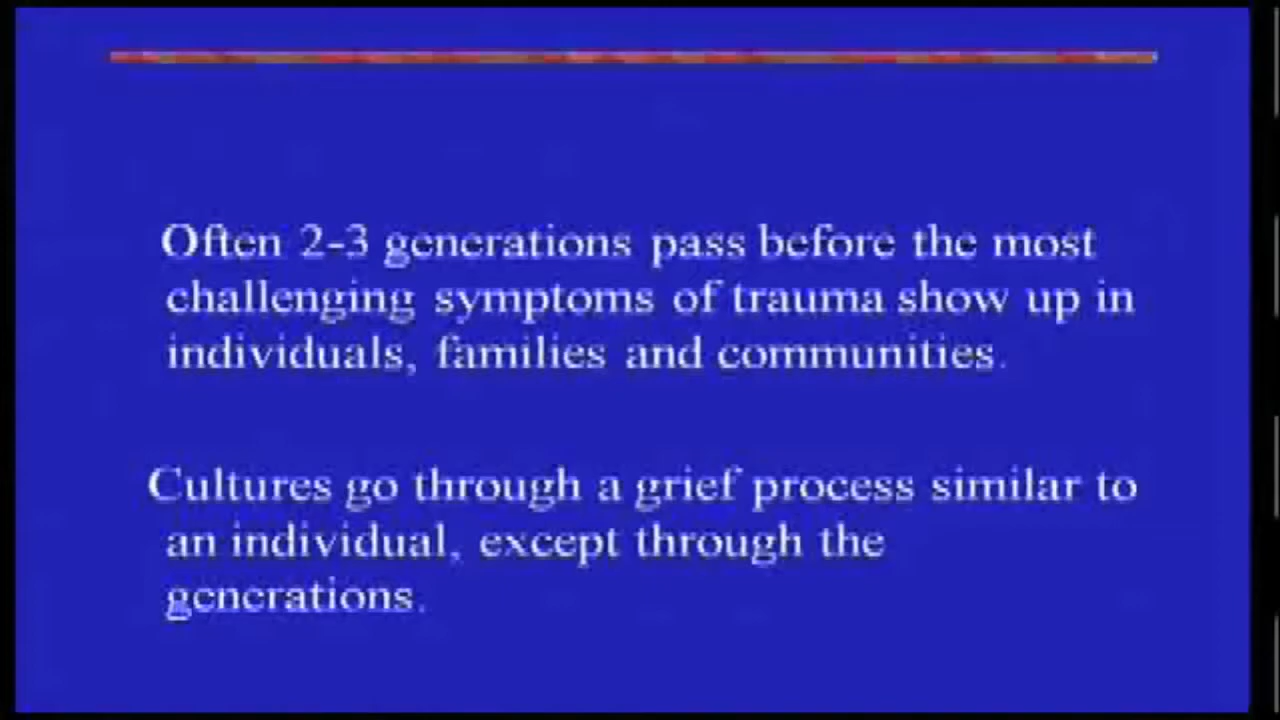 Often 2-3 generations pass before the most
challenging symptoms of trauma show up in
individuals, families and communities.
Cultures go through a grief process similar to
an individual, except through the
generations.